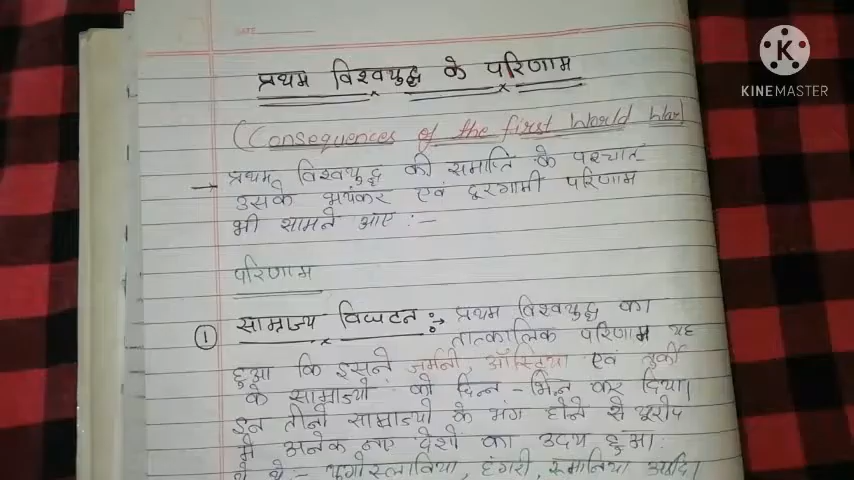 DATE
K
KINEMASTER
प्रथम विश्वयुद्ध के परिणाम
(Consequences of the first World War)
→ प्रथम विश्वयुद्ध की समाप्ति के पश्चात
उसके भयंकर एवं दूरगामी परिणाम
भी सामने आए :-
परिणाम
① साम्राज्य विघटन :→ प्रथम विश्वयुद्ध का
तात्कालिक परिणाम यह
हुआ कि इसने जर्मनी, ऑस्ट्रिया एवं तुर्की
के साम्राज्यों को छिन्न-भिन्न कर दिया।
इन तीनों साम्राज्यों के भंग होने से यूरोप
में अनेक नए देशों का उदय हुआ।
ये थे - युगोस्लाविया, हंगरी, रूमानिया आदि।